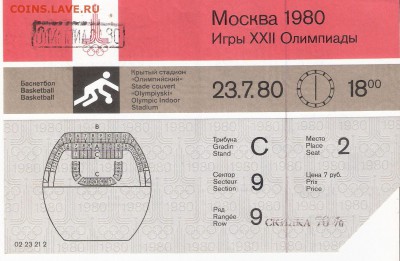 COINS.LAVE.RU
Москва 1980
Игры XXII Олимпиады
Баскетбол
Basketball
Basketball
Крытый стадион
«Олимпийский»
Stade couvert
«Olympiyski»
Olympic Indoor
Stadium
23.7.80
18 00
Трибуна
Gradin
Stand
C
Место
Place
Seat
2
Сектор
Secteur
Section
9
Цена 7 руб.
Prix
Price
Ряд
Rangée
Row
9
СКИДКА 70%
B
C
02 23 21 2